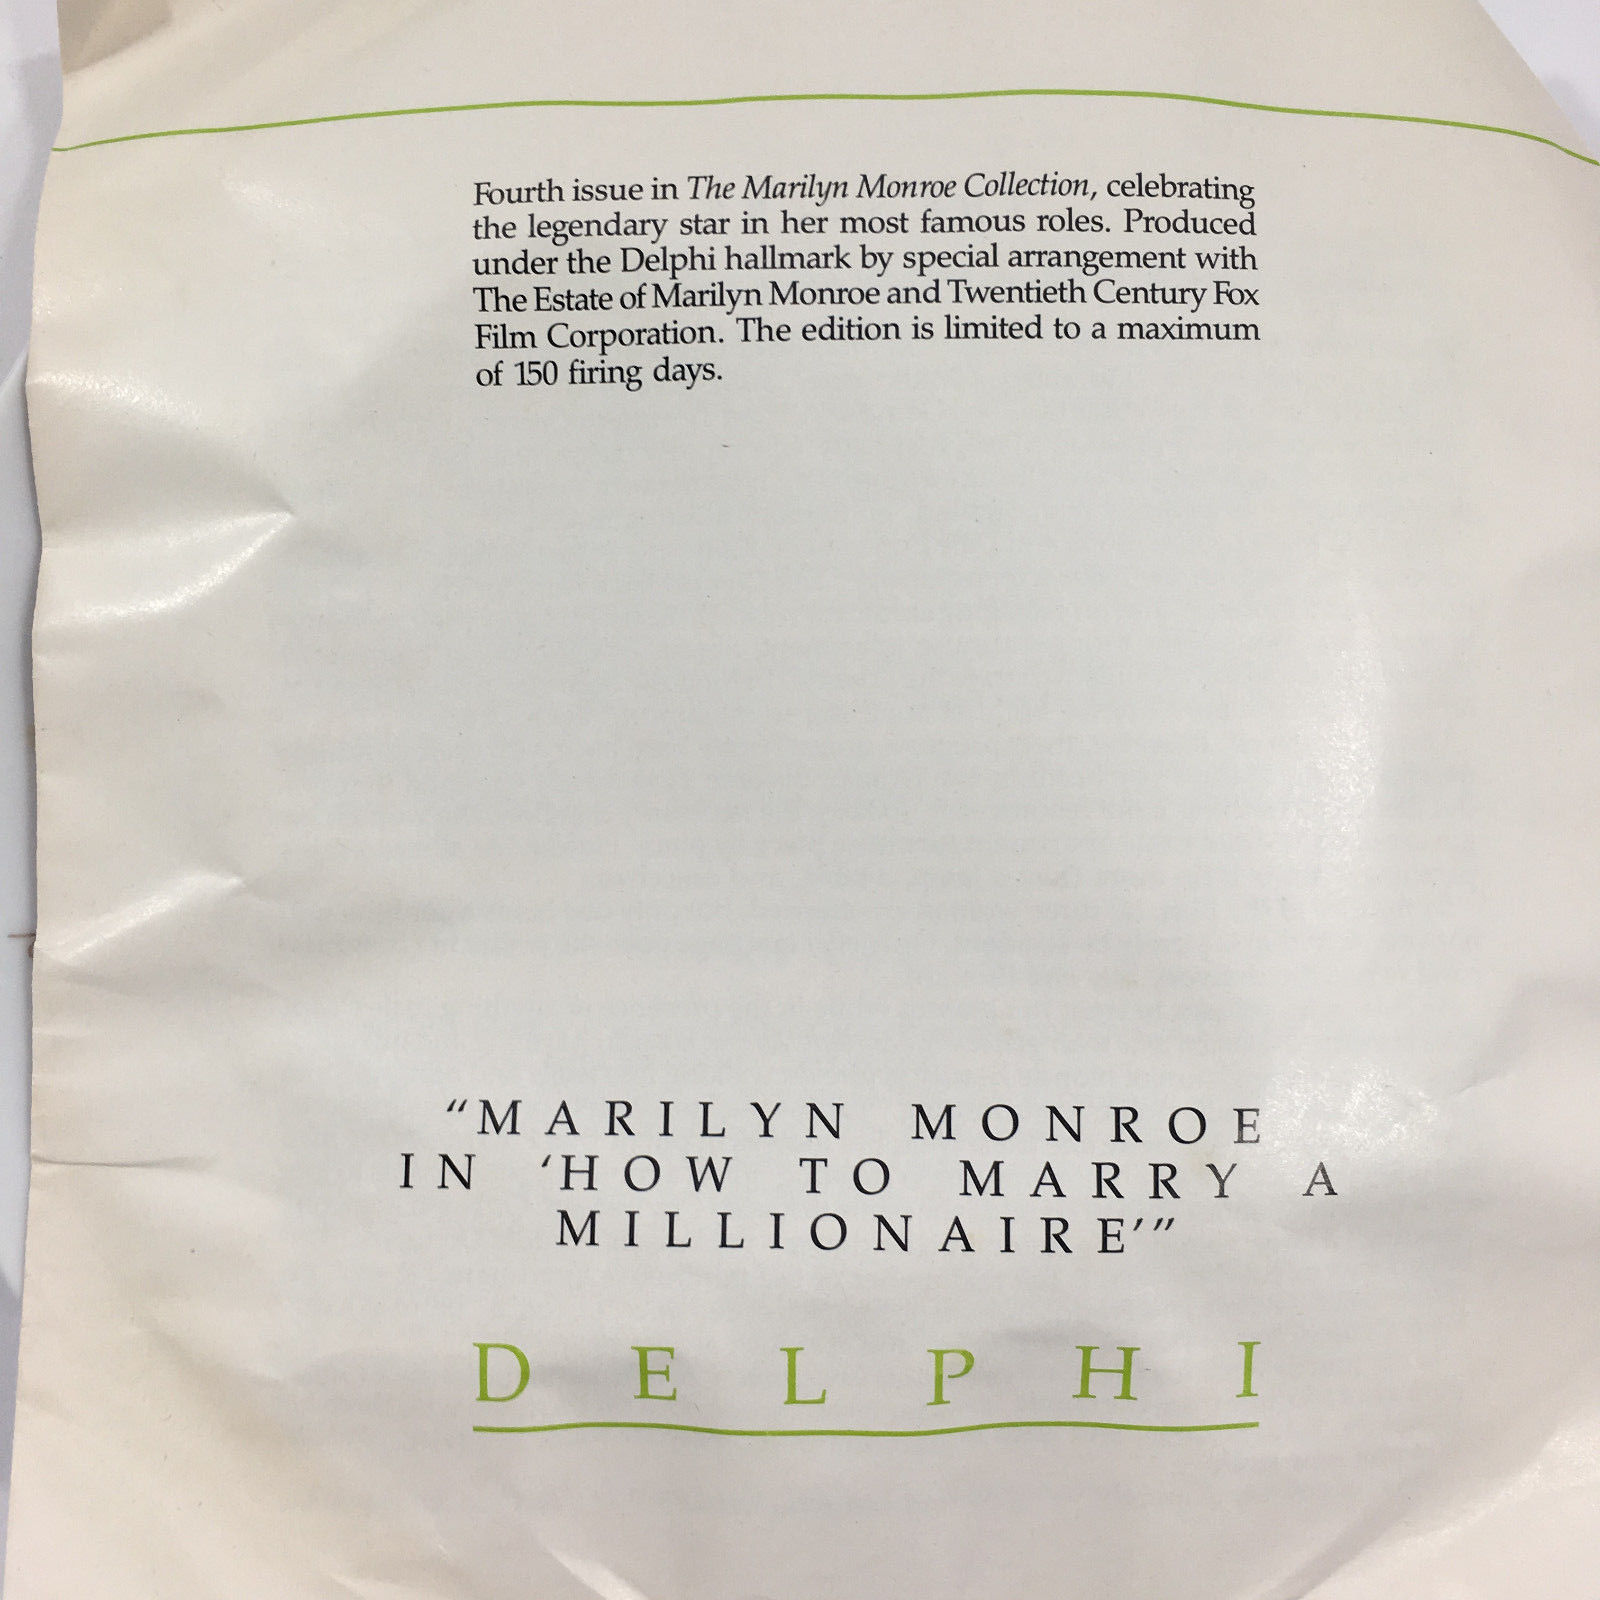 Fourth issue in The Marilyn Monroe Collection, celebrating
the legendary star in her most famous roles. Produced
under the Delphi hallmark by special arrangement with
The Estate of Marilyn Monroe and Twentieth Century Fox
Film Corporation. The edition is limited to a maximum
of 150 firing days.
"MARILYN MONROE
IN 'HOW TO MARRY A
MILLIONAIRE'"
DELPHI